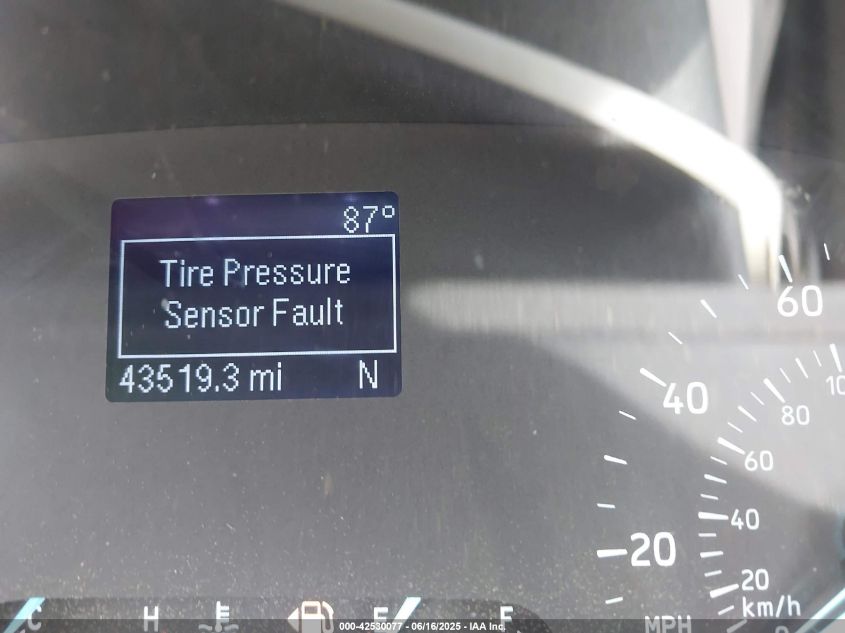 87°
Tire Pressure
Sensor Fault
43519.3 mi N
60
40
20
MPH
100
80
60
40
20
km/h
C H E F
000-42530077 - 06/16/2025 - IAA Inc.